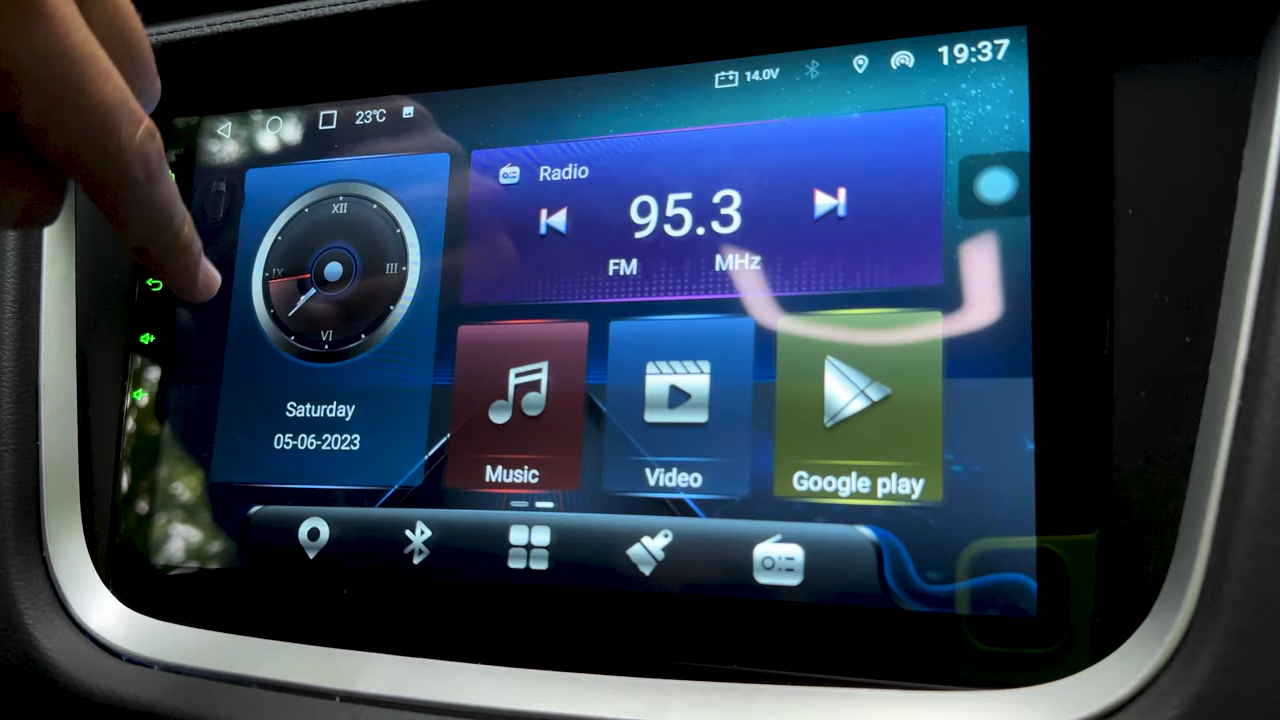 23°C
14.0V
19:37
XII
III
VI
IX
Saturday
05-06-2023
Radio
95.3
FM MHz
Music
Video
Google play